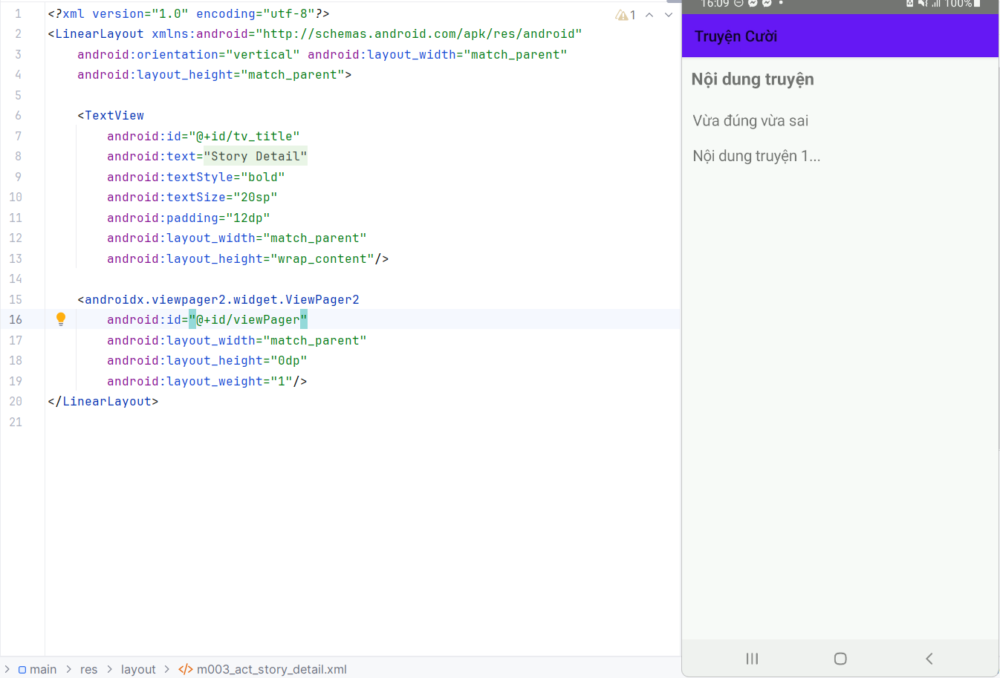 1 <?xml version="1.0" encoding="utf-8"?>
⚠1
2 <LinearLayout xmlns:android="http://schemas.android.com/apk/res/android"
3 android:orientation="vertical" android:layout_width="match_parent"
4 android:layout_height="match_parent">
5
6 <TextView
7 android:id="@+id/tv_title"
8 android:text="Story Detail"
9 android:textStyle="bold"
10 android:textSize="20sp"
11 android:padding="12dp"
12 android:layout_width="match_parent"
13 android:layout_height="wrap_content"/>
14
15 <androidx.viewpager2.widget.ViewPager2
16 android:id="@+id/viewPager"
17 android:layout_width="match_parent"
18 android:layout_height="0dp"
19 android:layout_weight="1"/>
20 </LinearLayout>
21
> main > res > layout > </> m003_act_story_detail.xml
16:09 100%
Truyện Cười
Nội dung truyện
Vừa đúng vừa sai
Nội dung truyện 1...